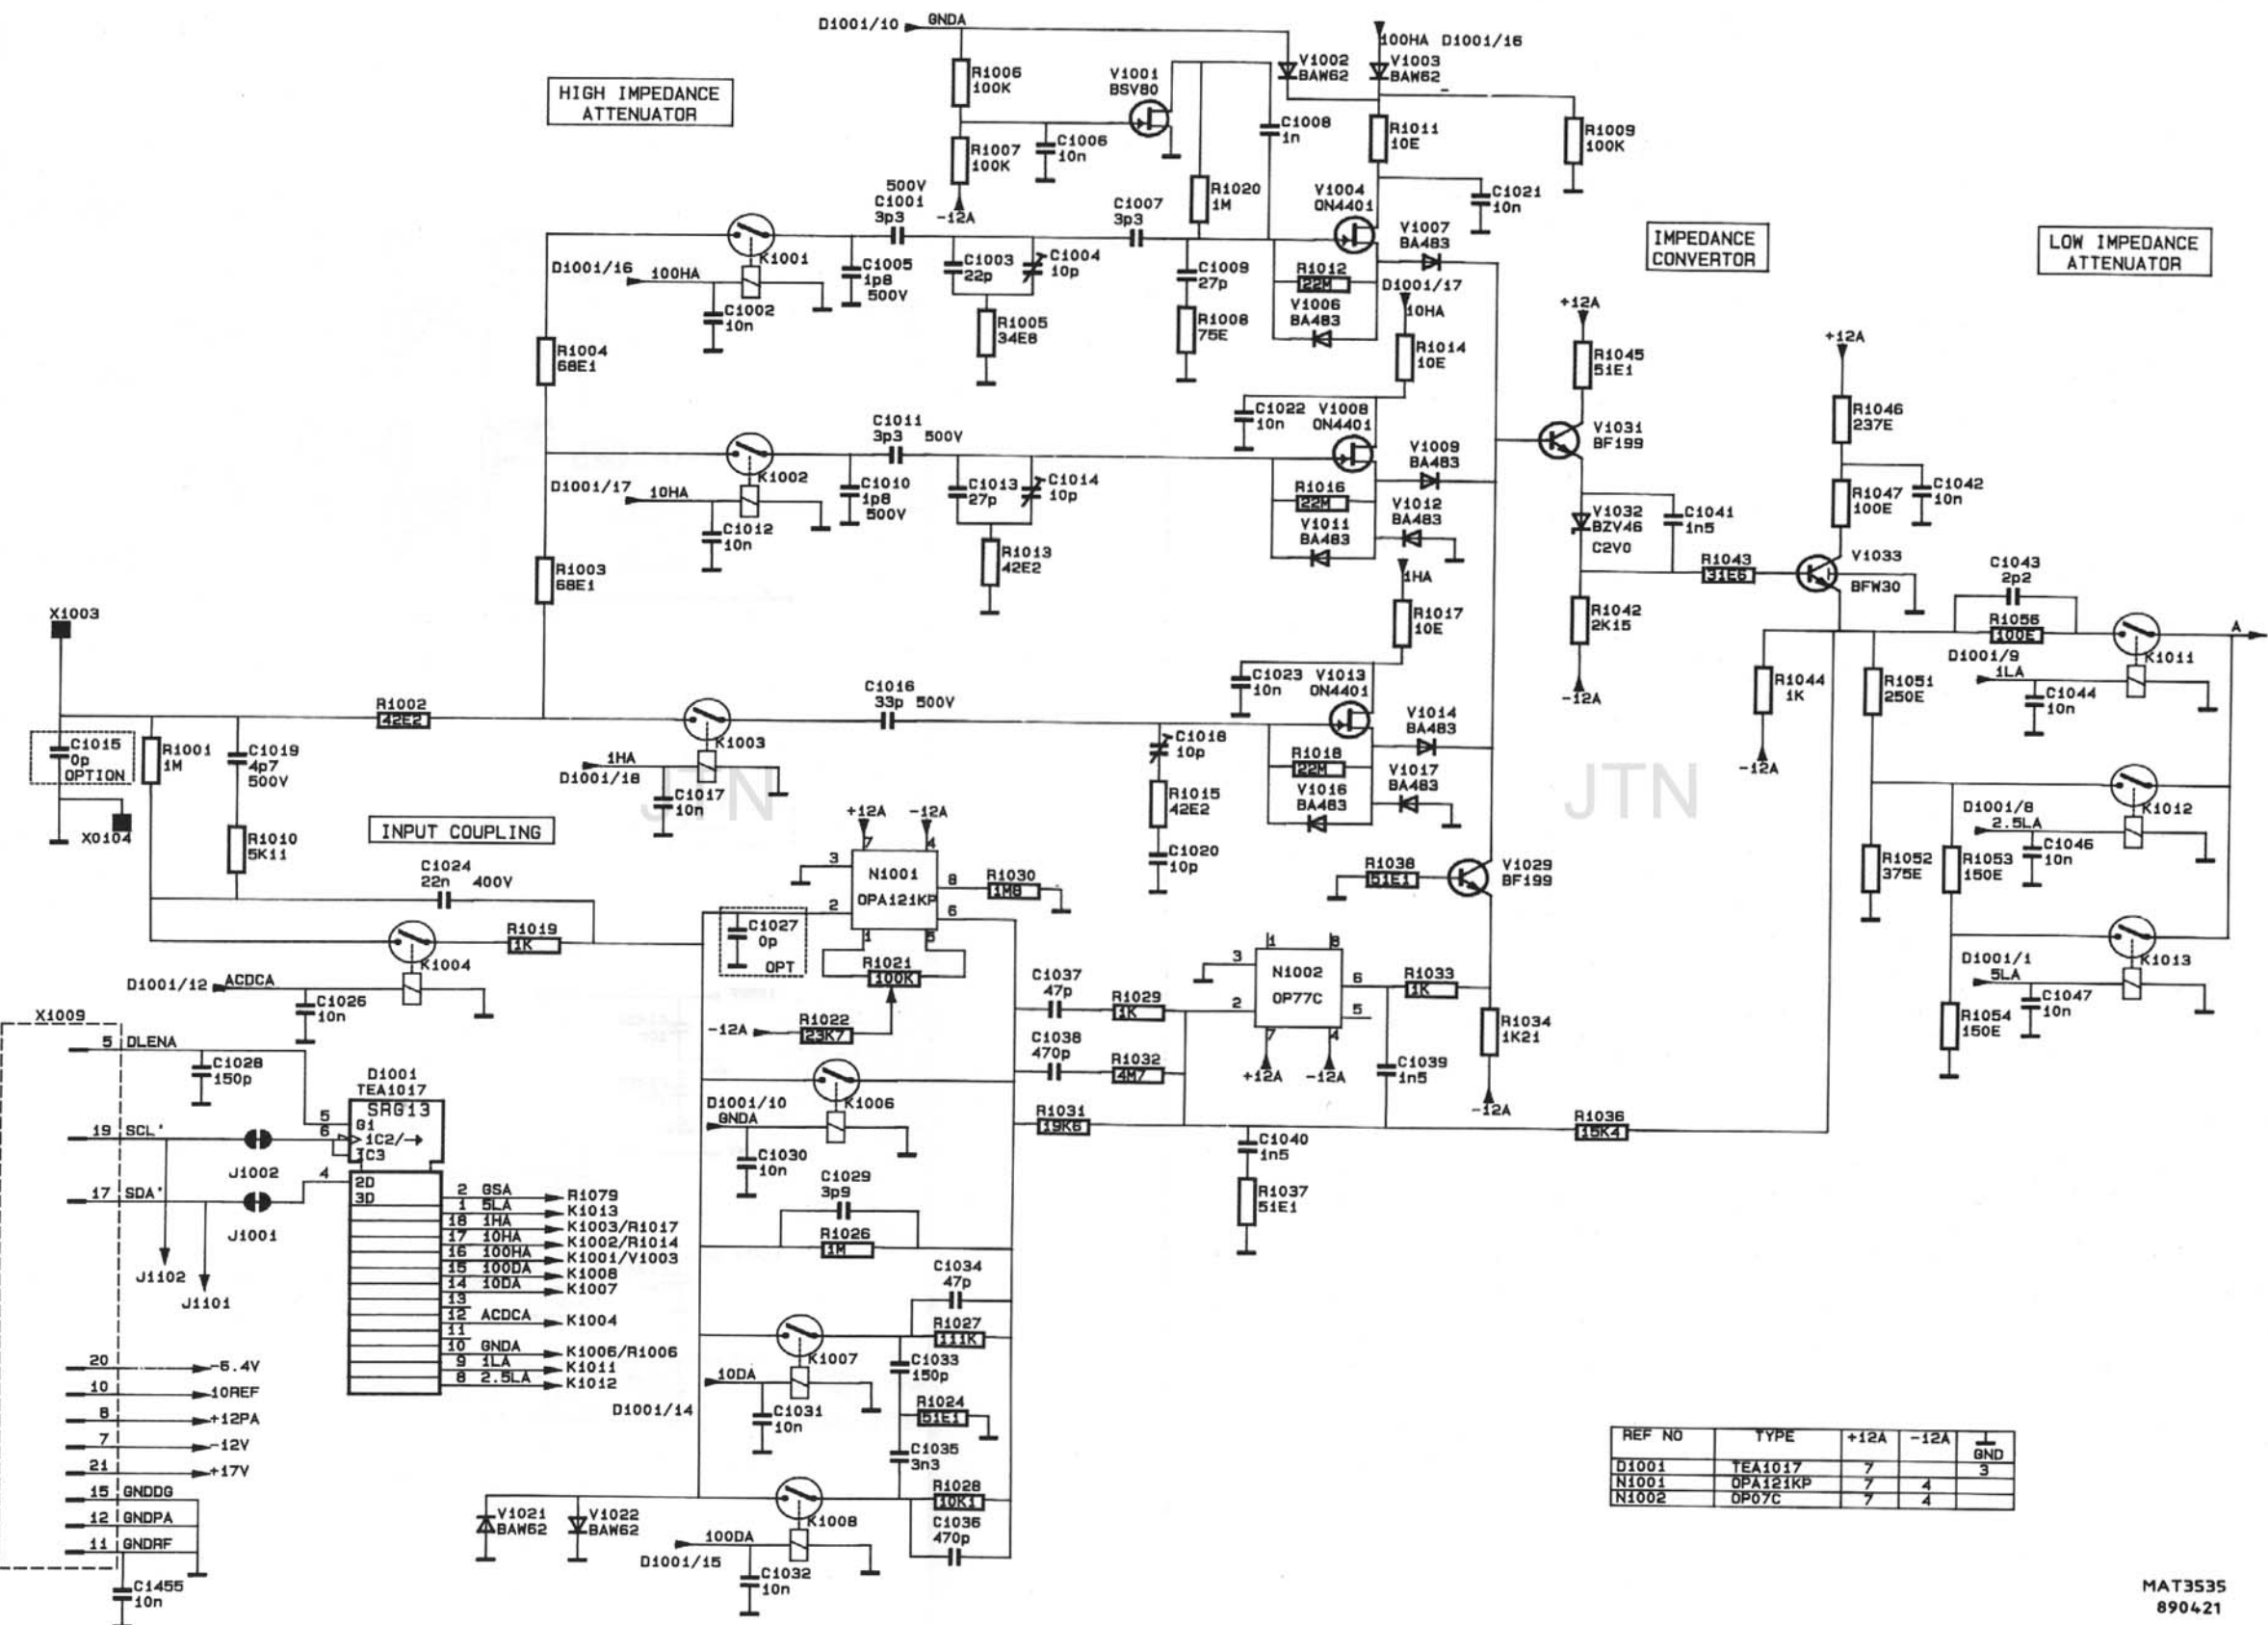 D1001/10 GNDA
100HA D1001/16
HIGH IMPEDANCE
ATTENUATOR
R1006
100K
V1001
BSV80
V1002
BAW62
V1003
BAW62
R1007
100K
C1006
10n
C1008
1n
R1011
10E
R1009
100K
-12A
500V
C1001
3p3
C1007
3p3
R1020
1M
V1004
ON4401
C1021
10n
V1007
BA483
IMPEDANCE
CONVERTOR
LOW IMPEDANCE
ATTENUATOR
K1001
D1001/16 100HA
C1002
10n
C1005
1p8
500V
C1003
22p
C1004
10p
R1005
34E8
C1009
27p
R1008
75E
R1012
22M
V1006
BA483
D1001/17
10HA
R1014
10E
+12A
R1045
51E1
+12A
R1004
68E1
C1011
3p3 500V
C1022
10n
V1008
ON4401
V1009
BA483
V1031
BF199
R1046
237E
K1002
D1001/17 10HA
C1012
10n
C1010
1p8
500V
C1013
27p
C1014
10p
R1013
42E2
R1016
22M
V1011
BA483
V1012
BA483
V1032
BZV46
C2V0
C1041
1n5
R1047
100E
C1042
10n
R1003
68E1
1HA
R1017
10E
R1043
31E6
V1033
BFW30
R1042
2K15
-12A
C1043
2p2
R1056
100E
A
X1003
R1002
42E2
C1016
33p 500V
C1023
10n
V1013
ON4401
V1014
BA483
R1044
1K
-12A
R1051
250E
D1001/9
1LA
K1011
C1044
10n
C1015
0p
OPTION
X0104
R1001
1M
C1019
4p7
500V
K1003
1HA
D1001/18
C1017
10n
JTN
JTN
C1018
10p
R1015
42E2
C1020
10p
R1018
22M
V1016
BA483
V1017
BA483
D1001/8
2.5LA
K1012
C1046
10n
R1052
375E
R1053
150E
R1010
5K11
INPUT COUPLING
C1024
22n 400V
+12A -12A
7 4
3
N1001
OPA121KP
2
8
6
1 5
R1030
1M8
R1038
51E1
V1029
BF199
R1019
1K
K1004
D1001/12 ACDCA
C1026
10n
C1027
0p
OPT
R1021
100K
-12A
R1022
23K7
1 8
3
N1002
OP77C
2
6
5
7 4
+12A -12A
R1033
1K
C1037
47p
R1029
1K
C1038
470p
R1032
4M7
C1039
1n5
R1034
1K21
-12A
D1001/1
5LA
K1013
C1047
10n
R1054
150E
X1009
5 DLENA
C1028
150p
19 SCL'
J1002
17 SDA'
J1001
J1102
J1101
D1001
TEA1017
SRG13
5
G1
6
1C2/→
C3
4
2D
3D
2 GSA R1079
1 5LA K1013
18 1HA K1003/R1017
17 10HA K1002/R1014
16 100HA K1001/V1003
15 100DA K1008
14 10DA K1007
13
12 ACDCA K1004
11
10 GNDA K1006/R1006
9 1LA K1011
8 2.5LA K1012
K1006
D1001/10
GNDA
C1030
10n
R1031
19K6
R1036
15K4
C1040
1n5
R1037
51E1
C1029
3p9
R1026
1M
C1034
47p
R1027
111K
K1007
10DA
D1001/14
C1031
10n
C1033
150p
R1024
51E1
C1035
3n3
R1028
10K1
C1036
470p
K1008
100DA
D1001/15
C1032
10n
V1021
BAW62
V1022
BAW62
20 -6.4V
10 10REF
8 +12PA
7 -12V
21 +17V
15 GNDDG
12 GNDPA
11 GNDRF
C1455
10n
REF NO TYPE +12A -12A GND
D1001 TEA1017 7 3
N1001 OPA121KP 7 4
N1002 OP07C 7 4
MAT3535
890421